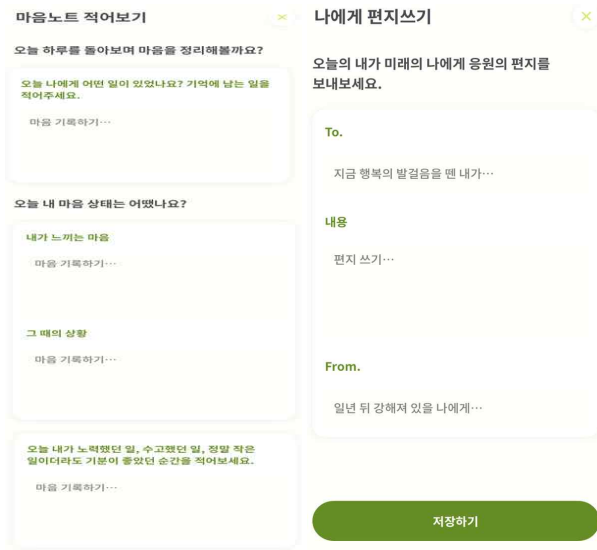 마음노트 적어보기
×
오늘 하루를 돌아보며 마음을 정리해볼까요?
오늘 나에게 어떤 일이 있었나요? 기억에 남는 일을
적어주세요.
마음 기록하기…
오늘 내 마음 상태는 어땠나요?
내가 느끼는 마음
마음 기록하기…
그 때의 상황
마음 기록하기…
오늘 내가 노력했던 일, 수고했던 일, 정말 작은
일이더라도 기분이 좋았던 순간을 적어보세요.
마음 기록하기…
나에게 편지쓰기
×
오늘의 내가 미래의 나에게 응원의 편지를
보내보세요.
To.
지금 행복의 발걸음을 뗀 내가…
내용
편지 쓰기…
From.
일년 뒤 강해져 있을 나에게…
저장하기